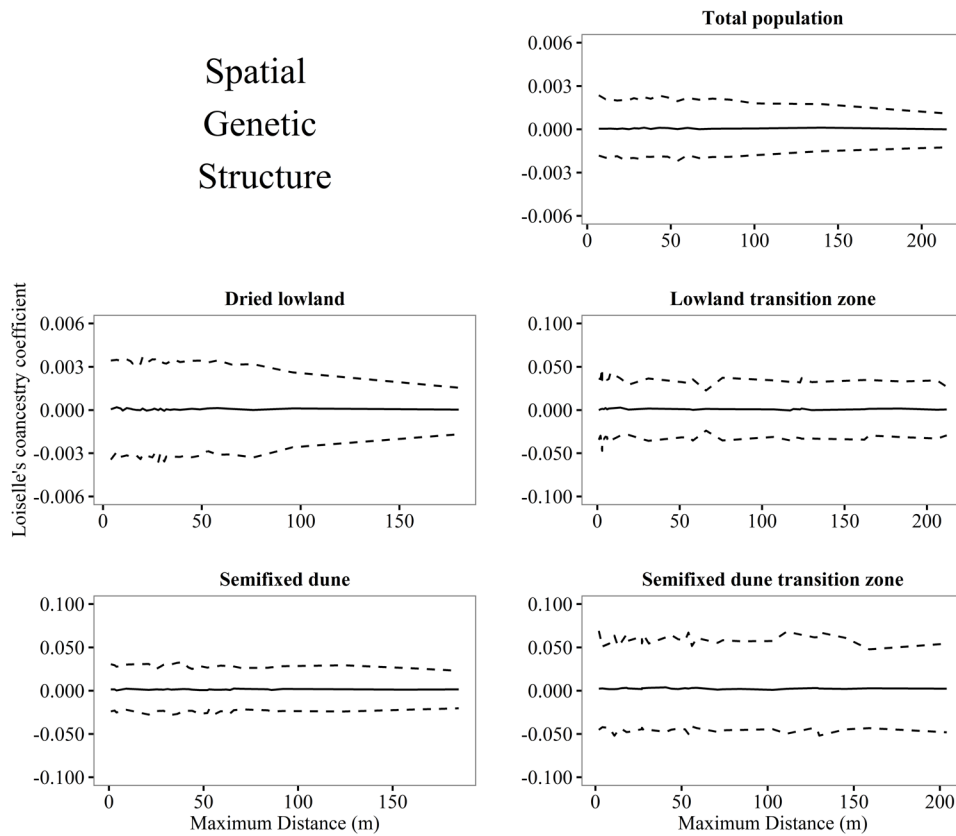 Spatial
Genetic
Structure
Total population
0.006
0.003
0.000
-0.003
-0.006
0 50 100 150 200
Loiselle's coancestry coefficient
Dried lowland
0.006
0.003
0.000
-0.003
-0.006
0 50 100 150
Lowland transition zone
0.100
0.050
0.000
-0.050
-0.100
0 50 100 150 200
Semifixed dune
0.100
0.050
0.000
-0.050
-0.100
0 50 100 150
Maximum Distance (m)
Semifixed dune transition zone
0.100
0.050
0.000
-0.050
-0.100
0 50 100 150 200
Maximum Distance (m)